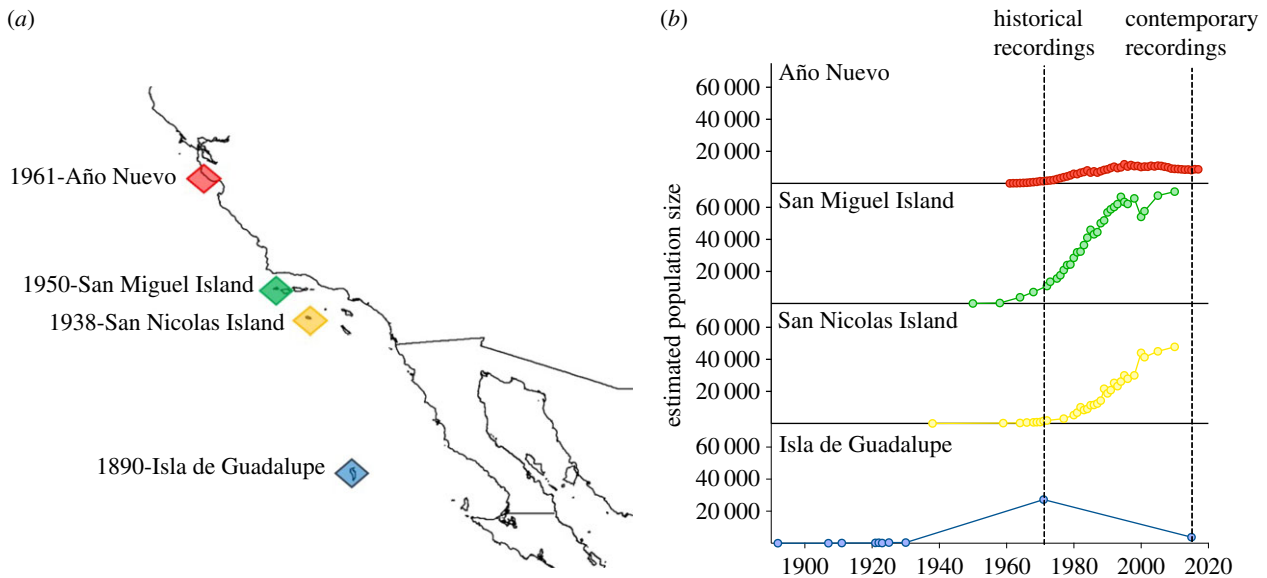 (a)
1961-Año Nuevo
1950-San Miguel Island
1938-San Nicolas Island
1890-Isla de Guadalupe
(b)
historical
recordings
contemporary
recordings
estimated population size
Año Nuevo
60 000
40 000
20 000
San Miguel Island
60 000
40 000
20 000
San Nicolas Island
60 000
40 000
20 000
Isla de Guadalupe
60 000
40 000
20 000
1900 1920 1940 1960 1980 2000 2020